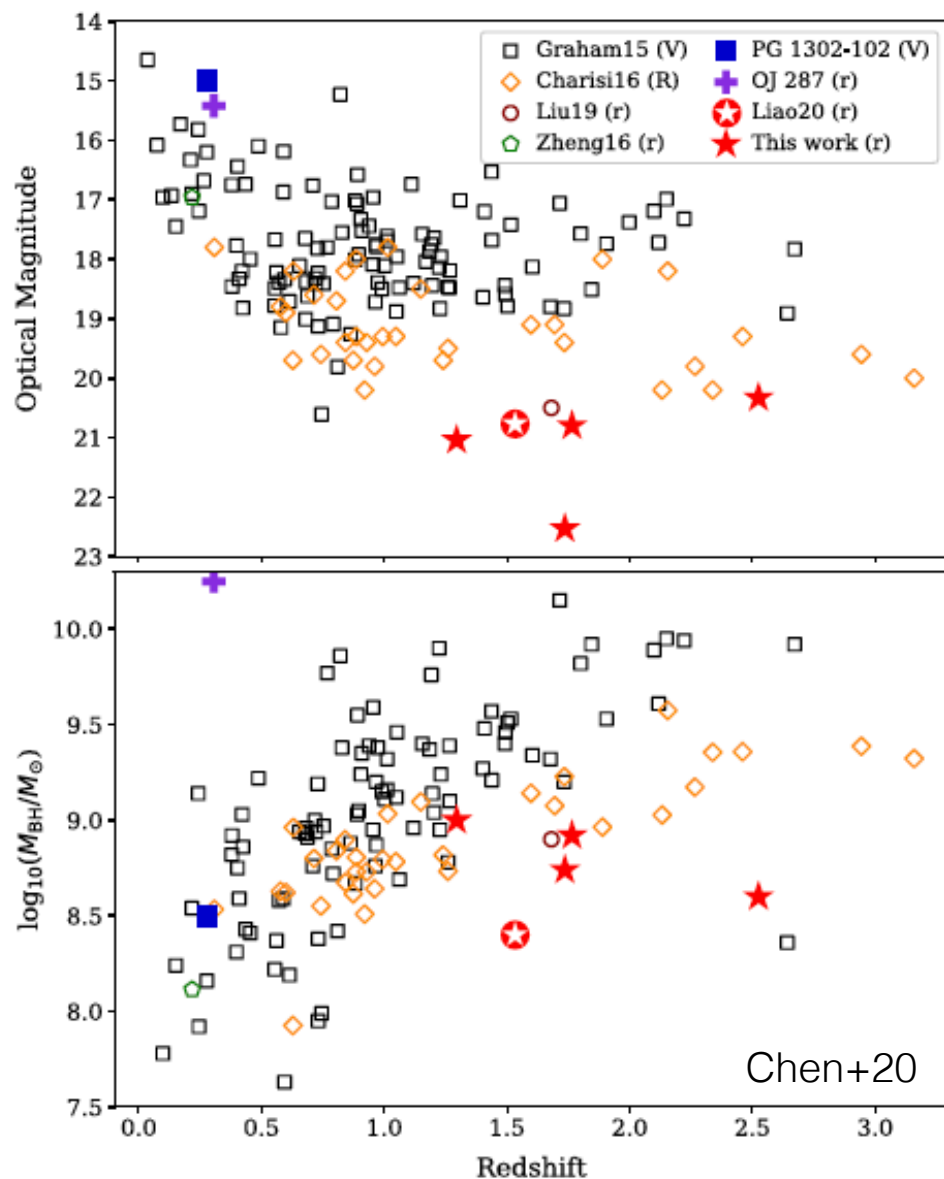 14
15
16
17
18
19
20
21
22
23
Optical Magnitude
Graham15 (V)
Charisi16 (R)
Liu19 (r)
Zheng16 (r)
PG 1302-102 (V)
OJ 287 (r)
Liao20 (r)
This work (r)
10.0
9.5
9.0
8.5
8.0
7.5
log₁₀(M_BH/M_⊙)
Chen+20
0.0 0.5 1.0 1.5 2.0 2.5 3.0
Redshift